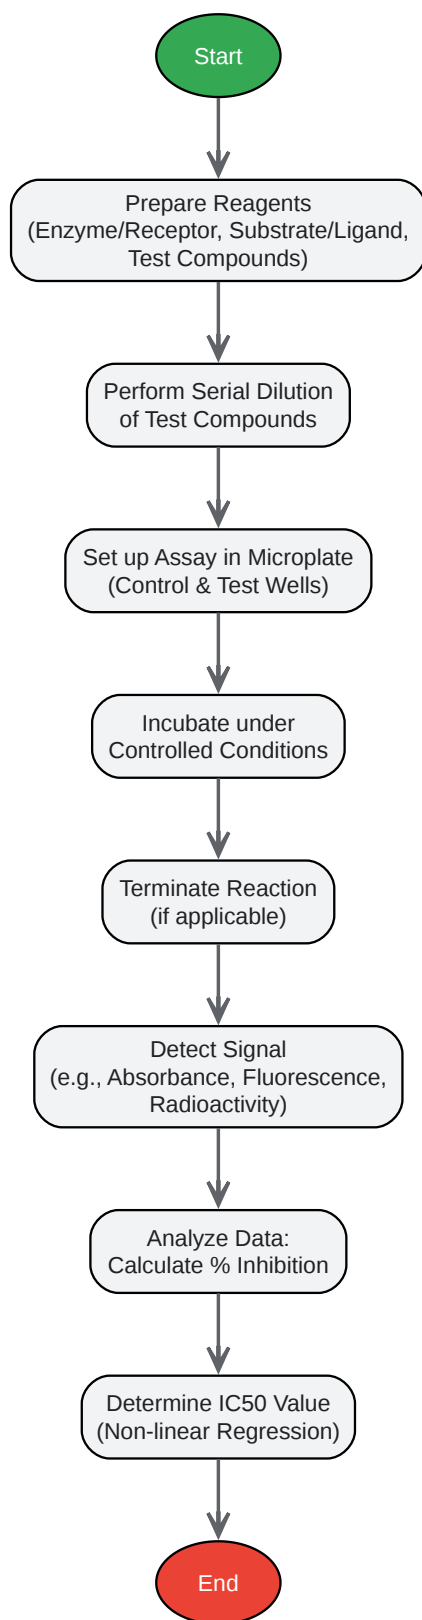 Start
Prepare Reagents
(Enzyme/Receptor, Substrate/Ligand,
Test Compounds)
Perform Serial Dilution
of Test Compounds
Set up Assay in Microplate
(Control & Test Wells)
Incubate under
Controlled Conditions
Terminate Reaction
(if applicable)
Detect Signal
(e.g., Absorbance, Fluorescence,
Radioactivity)
Analyze Data:
Calculate % Inhibition
Determine IC50 Value
(Non-linear Regression)
End